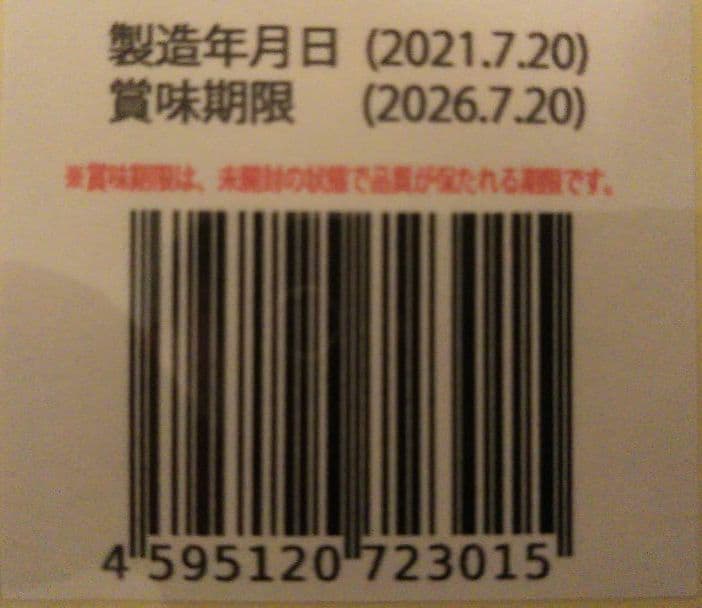 製造年月日 (2021.7.20)
賞味期限 (2026.7.20)
※賞味期限は、未開封の状態で品質が保たれる期限です。
4 595120 723015